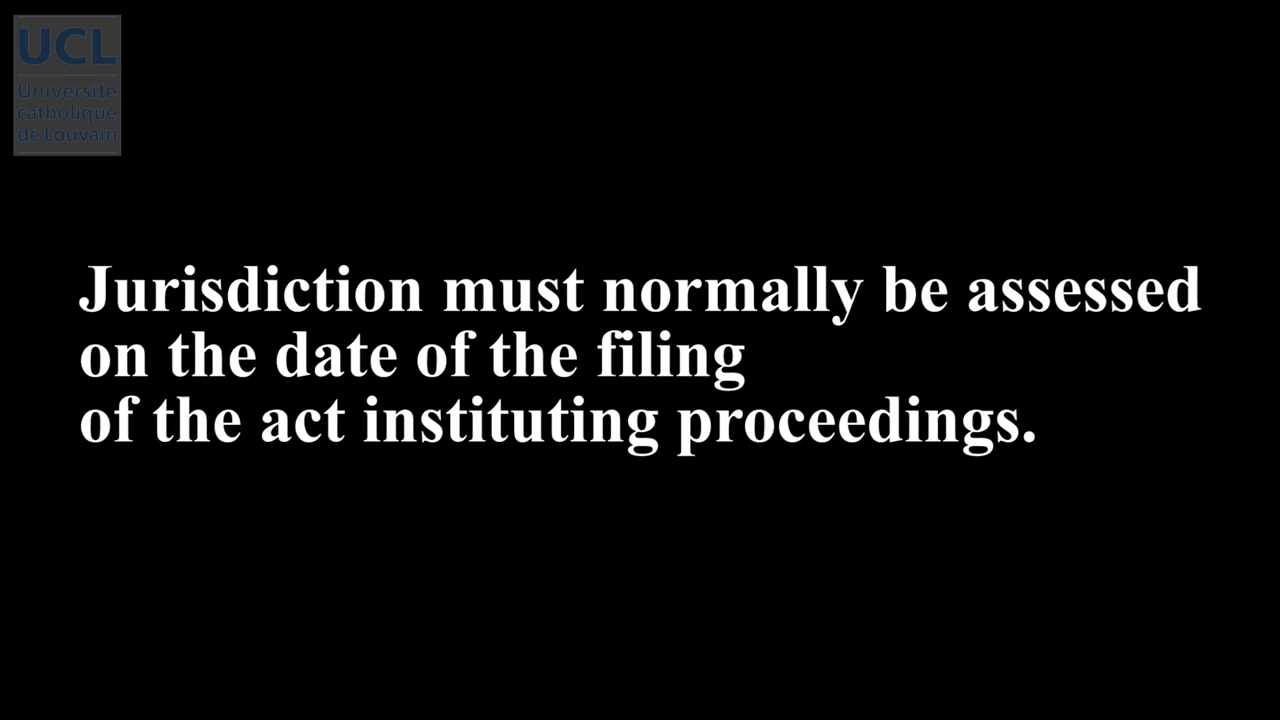 UCL
Université
catholique
de Louvain
Jurisdiction must normally be assessed
on the date of the filing
of the act instituting proceedings.